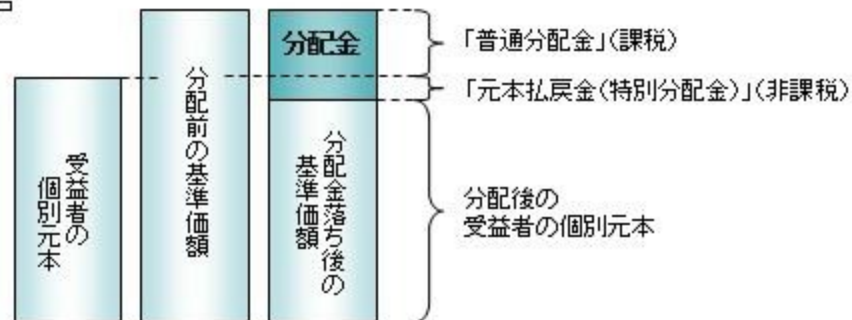 分配金
「普通分配金」(課税)
「元本払戻金(特別分配金)」(非課税)
受益者の
個別元本
分配前の基準価額
分配金落ち後の
基準価額
分配後の
受益者の個別元本